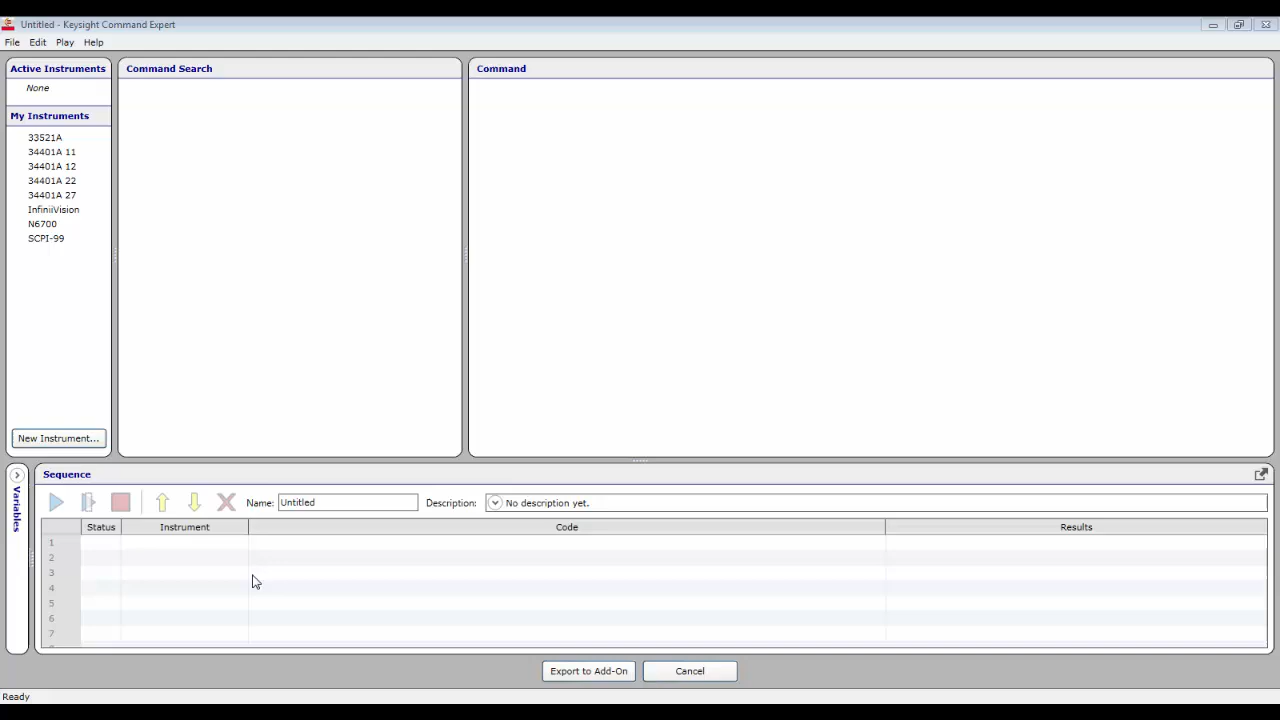 Untitled - Keysight Command Expert
File Edit Play Help
Active Instruments
None
My Instruments
33521A
34401A 11
34401A 12
34401A 22
34401A 27
InfiniiVision
N6700
SCPI-99
New Instrument...
Command Search
Command
Variables
Sequence
Name: Untitled Description: No description yet.
Status Instrument Code Results
1
2
3
4
5
6
7
Export to Add-On Cancel
Ready